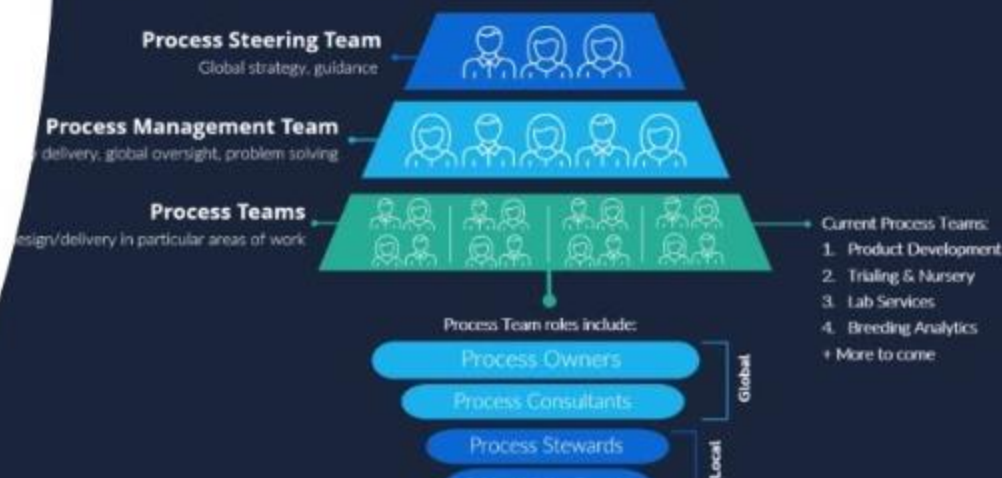 Process Steering Team
Global strategy, guidance
Process Management Team
delivery, global oversight, problem solving
Process Teams
esign/delivery in particular areas of work
Current Process Teams:
1. Product Development
2. Trialing & Nursery
3. Lab Services
4. Breeding Analytics
+ More to come
Process Team roles include:
Process Owners
Process Consultants
Global
Process Stewards
Local